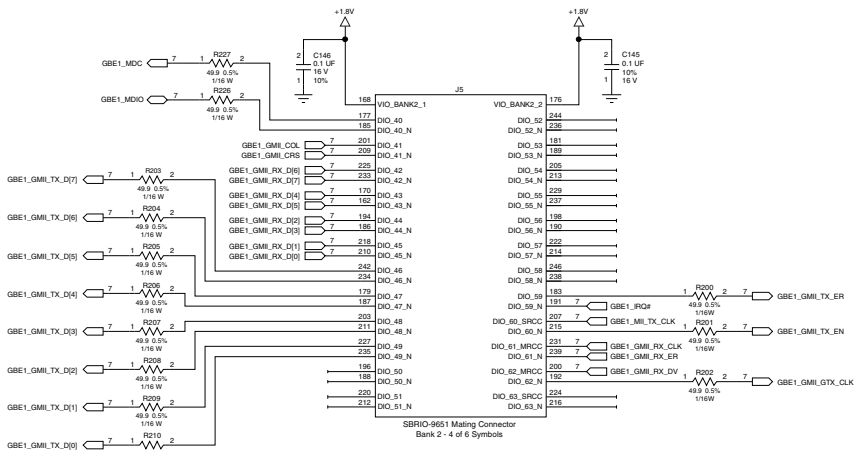 +1.8V
+1.8V
C146
0.1 UF
16 V
10%
2
1
C145
0.1 UF
10%
16 V
2
1
J5
GBE1_MDC 7 1 R227 2
49.9 0.5%
1/16 W
GBE1_MDIO 7 1 R226 2
49.9 0.5%
1/16 W
168 VIO_BANK2_1
177 DIO_40
185 DIO_40_N
GBE1_GMII_COL 7 201 DIO_41
GBE1_GMII_CRS 7 209 DIO_41_N
GBE1_GMII_RX_D[6] 7 225 DIO_42
GBE1_GMII_RX_D[7] 7 233 DIO_42_N
GBE1_GMII_RX_D[4] 7 170 DIO_43
GBE1_GMII_RX_D[5] 7 162 DIO_43_N
GBE1_GMII_RX_D[2] 7 194 DIO_44
GBE1_GMII_RX_D[3] 7 186 DIO_44_N
GBE1_GMII_RX_D[1] 7 218 DIO_45
GBE1_GMII_RX_D[0] 7 210 DIO_45_N
242 DIO_46
234 DIO_46_N
179 DIO_47
187 DIO_47_N
203 DIO_48
211 DIO_48_N
227 DIO_49
235 DIO_49_N
196 DIO_50
188 DIO_50_N
220 DIO_51
212 DIO_51_N
GBE1_GMII_TX_D[7] 7 1 R203 2
49.9 0.5%
1/16 W
GBE1_GMII_TX_D[6] 7 1 R204 2
49.9 0.5%
1/16 W
GBE1_GMII_TX_D[5] 7 1 R205 2
49.9 0.5%
1/16 W
GBE1_GMII_TX_D[4] 7 1 R206 2
49.9 0.5%
1/16 W
GBE1_GMII_TX_D[3] 7 1 R207 2
49.9 0.5%
1/16 W
GBE1_GMII_TX_D[2] 7 1 R208 2
49.9 0.5%
1/16 W
GBE1_GMII_TX_D[1] 7 1 R209 2
49.9 0.5%
1/16 W
GBE1_GMII_TX_D[0] 7 1 R210 2
VIO_BANK2_2 176
DIO_52 244
DIO_52_N 236
DIO_53 181
DIO_53_N 189
DIO_54 205
DIO_54_N 213
DIO_55 229
DIO_55_N 237
DIO_56 198
DIO_56_N 190
DIO_57 222
DIO_57_N 214
DIO_58 246
DIO_58_N 238
DIO_59 183
DIO_59_N 191 7 GBE1_IRQ#
DIO_60_SRCC 207 7 GBE1_MII_TX_CLK
DIO_60_N 215
DIO_61_MRCC 231 7 GBE1_GMII_RX_CLK
DIO_61_N 239 7 GBE1_GMII_RX_ER
DIO_62_MRCC 200 7 GBE1_GMII_RX_DV
DIO_62_N 192
DIO_63_SRCC 224
DIO_63_N 216
1 R200 2 7 GBE1_GMII_TX_ER
49.9 0.5%
1/16W
1 R201 2 7 GBE1_GMII_TX_EN
49.9 0.5%
1/16W
1 R202 2 7 GBE1_GMII_GTX_CLK
49.9 0.5%
1/16W
SBRIO-9651 Mating Connector
Bank 2 - 4 of 6 Symbols